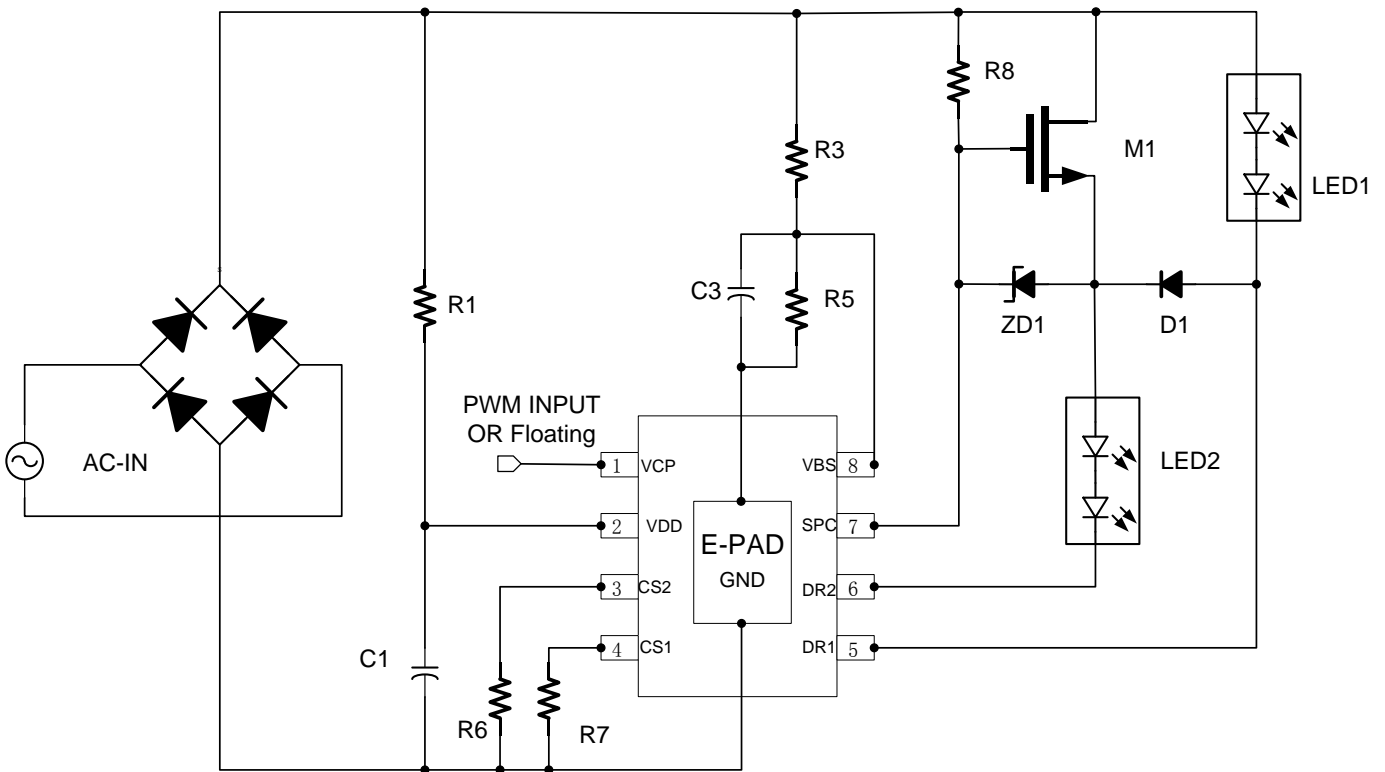 R8
M1
R3
LED1
C3
R5
R1
ZD1
D1
PWM INPUT
OR Floating
AC-IN
LED2
1 VCP
VBS 8
2 VDD
SPC 7
E-PAD
GND
3 CS2
DR2 6
4 CS1
DR1 5
C1
R6
R7